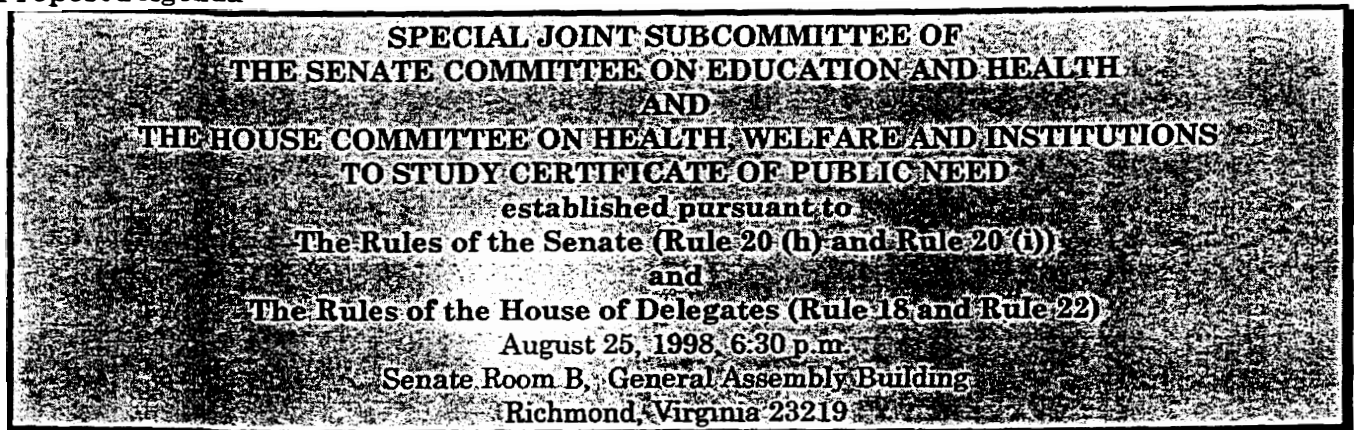 SPECIAL JOINT SUBCOMMITTEE OF
THE SENATE COMMITTEE ON EDUCATION AND HEALTH
AND
THE HOUSE COMMITTEE ON HEALTH, WELFARE AND INSTITUTIONS
TO STUDY CERTIFICATE OF PUBLIC NEED
established pursuant to
The Rules of the Senate (Rule 20 (h) and Rule 20 (i))
and
The Rules of the House of Delegates (Rule 18 and Rule 22)
August 25, 1998, 6:30 p.m.
Senate Room B, General Assembly Building
Richmond, Virginia 23219